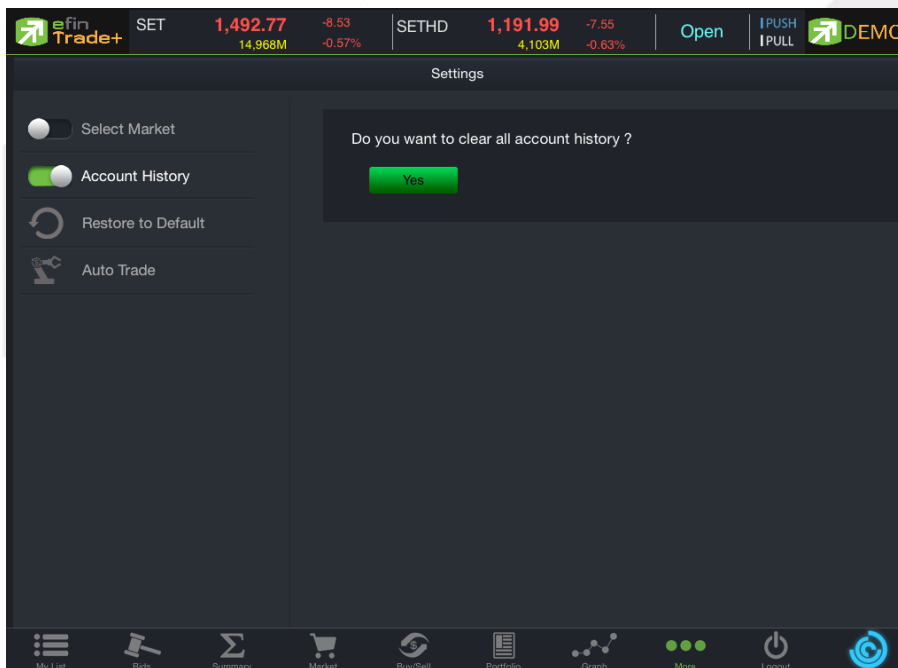 efin
Trade+
SET 1,492.77 -8.53
14,968M -0.57%
SETHD 1,191.99 -7.55
4,103M -0.63%
Open
PUSH
PULL
DEMO
Settings
Select Market
Account History
Restore to Default
Auto Trade
Do you want to clear all account history ?
Yes
My List
Bids
Summary
Market
Buy/Sell
Portfolio
Graph
More
Logout